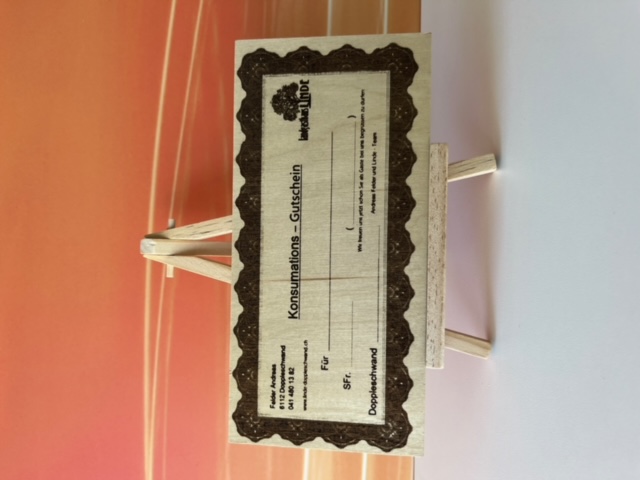 Felder Andreas
6112 Doppleschwand
041 480 13 82
www.linde-doppleschwand.ch
Konsumations – Gutschein
Landgasthaus LINDE
Für
SFr. ( )
Wir freuen uns jetzt schon Sie als Gäste bei uns begrüssen zu dürfen
Doppleschwand
Andreas Felder und Linde - Team